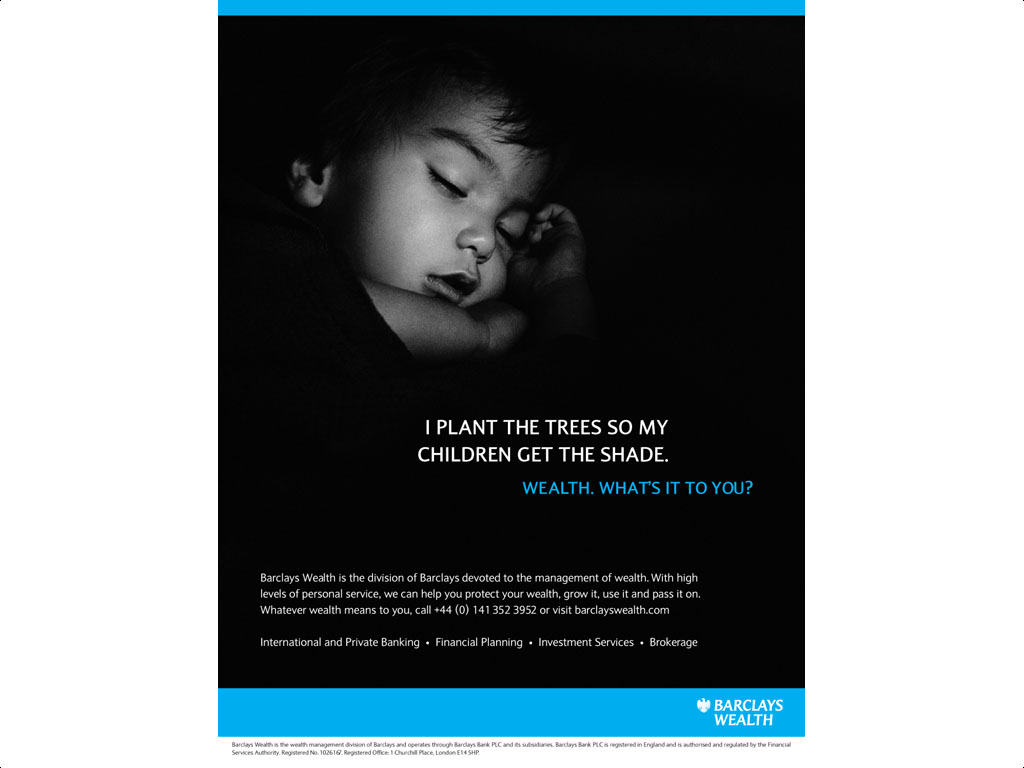 I PLANT THE TREES SO MY
CHILDREN GET THE SHADE.
WEALTH. WHAT'S IT TO YOU?
Barclays Wealth is the division of Barclays devoted to the management of wealth. With high
levels of personal service, we can help you protect your wealth, grow it, use it and pass it on.
Whatever wealth means to you, call +44 (0) 141 352 3952 or visit barclayswealth.com
International and Private Banking • Financial Planning • Investment Services • Brokerage
BARCLAYS
WEALTH
Barclays Wealth is the wealth management division of Barclays and operates through Barclays Bank PLC and its subsidiaries. Barclays Bank PLC is registered in England and is authorised and regulated by the Financial
Services Authority. Registered No. 1026167. Registered Office: 1 Churchill Place, London E14 5HP.